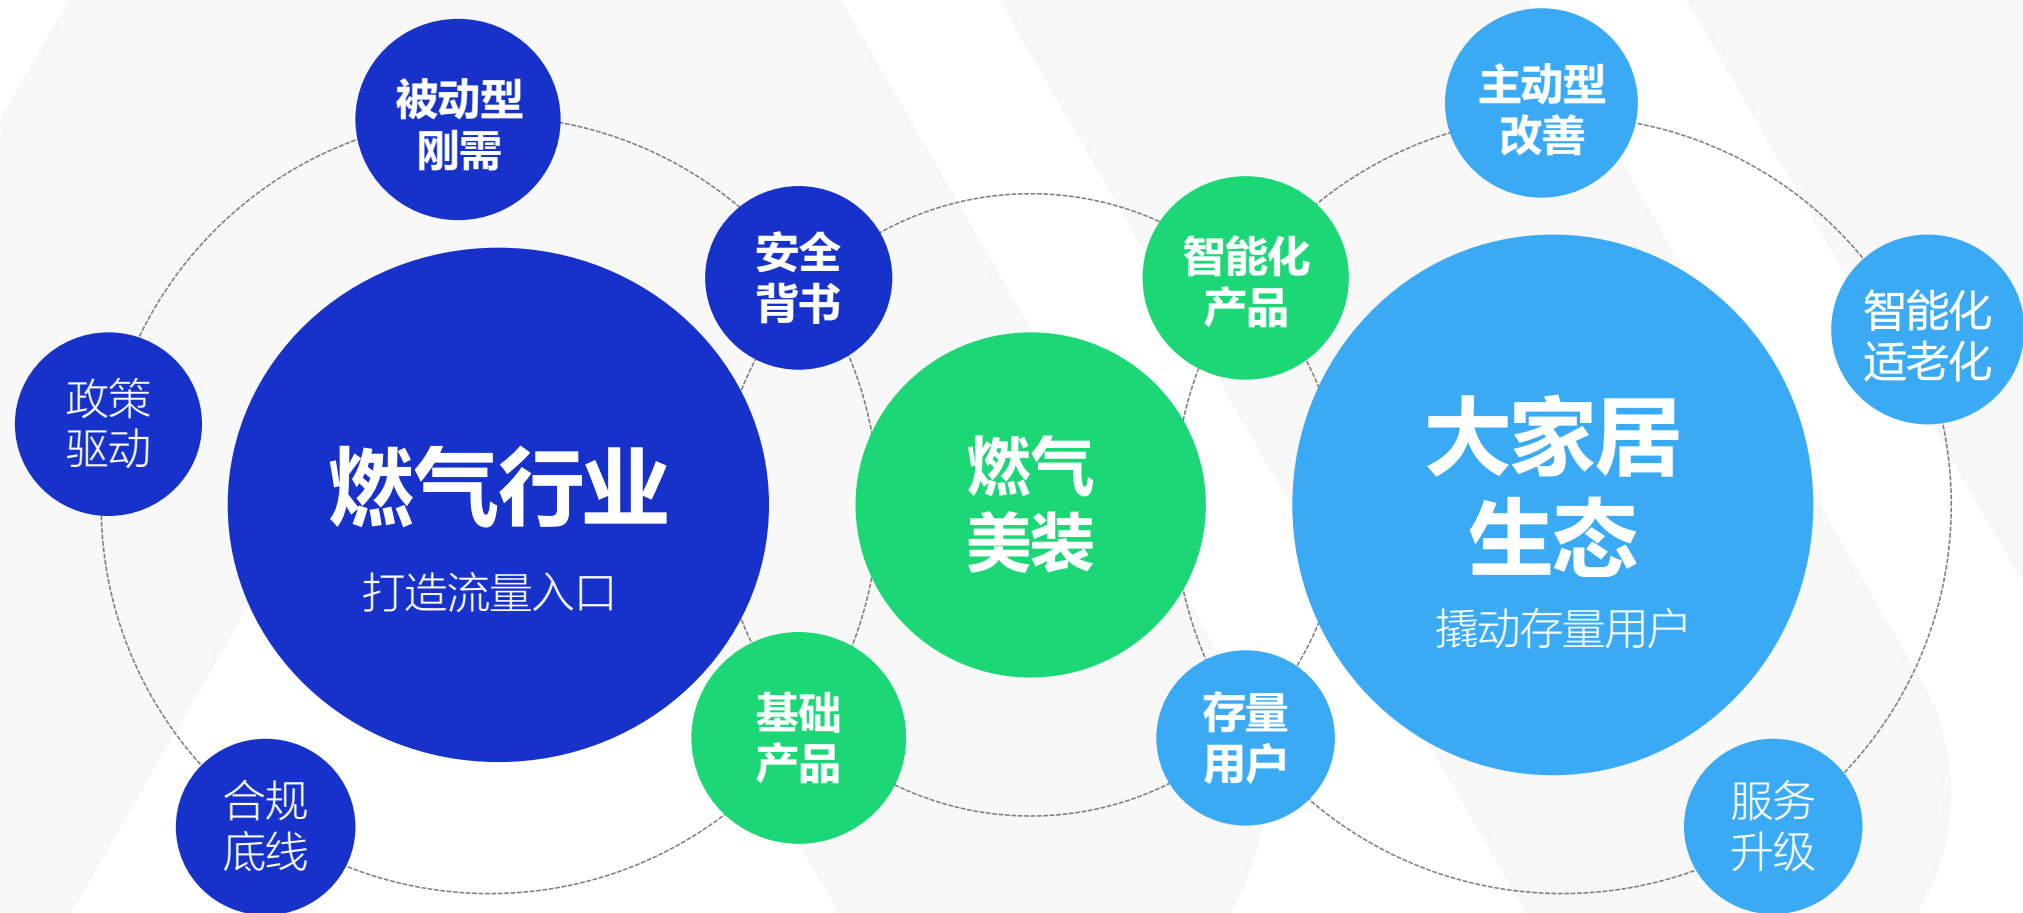 被动型
刚需
安全
背书
政策
驱动
燃气行业
打造流量入口
合规
底线
基础
产品
燃气
美装
智能化
产品
存量
用户
主动型
改善
智能化
适老化
大家居
生态
撬动存量用户
服务
升级